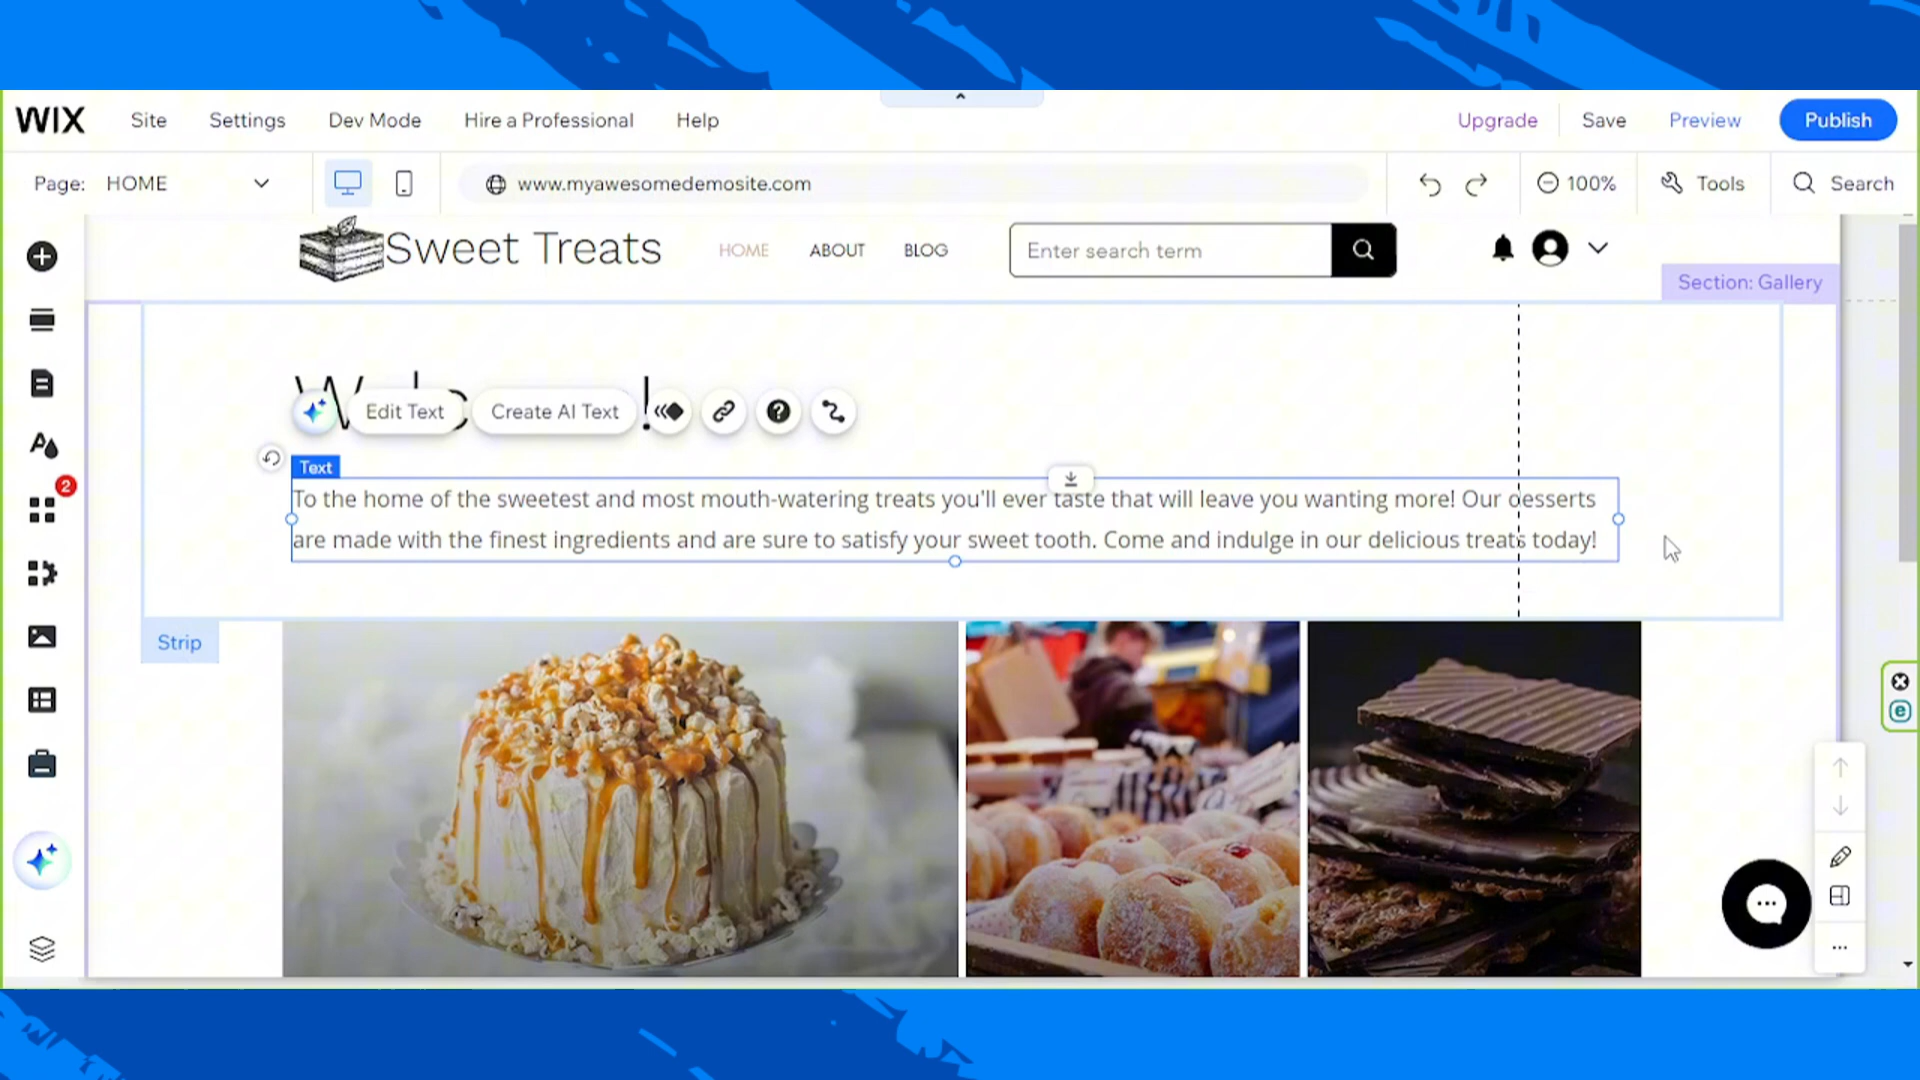 WIX
Site
Settings
Dev Mode
Hire a Professional
Help
Upgrade
Save
Preview
Publish
Page: HOME
www.myawesomedemosite.com
100%
Tools
Search
Sweet Treats
HOME
ABOUT
BLOG
Enter search term
Section: Gallery
Edit Text
Create AI Text
2
Text
To the home of the sweetest and most mouth-watering treats you'll ever taste that will leave you wanting more! Our desserts
are made with the finest ingredients and are sure to satisfy your sweet tooth. Come and indulge in our delicious treats today!
Strip